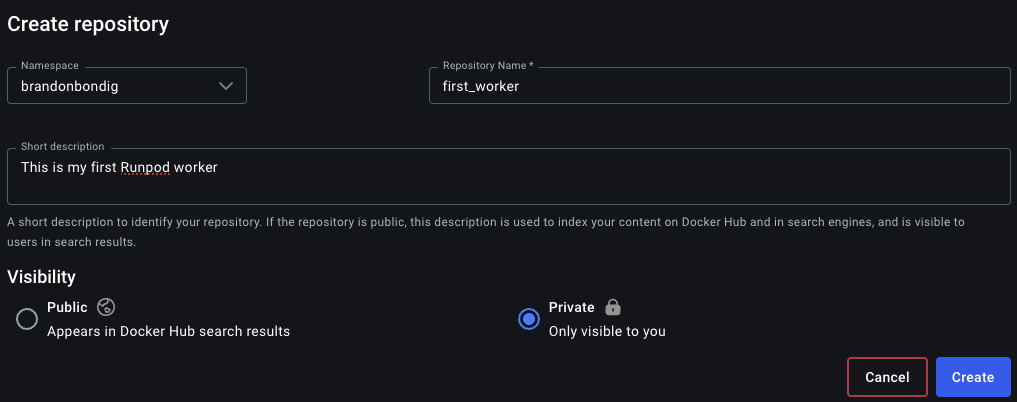 Create repository
Namespace
brandonbondig
Repository Name *
first_worker
Short description
This is my first Runpod worker
A short description to identify your repository. If the repository is public, this description is used to index your content on Docker Hub and in search engines, and is visible to
users in search results.
Visibility
Public
Appears in Docker Hub search results
Private
Only visible to you
Cancel
Create